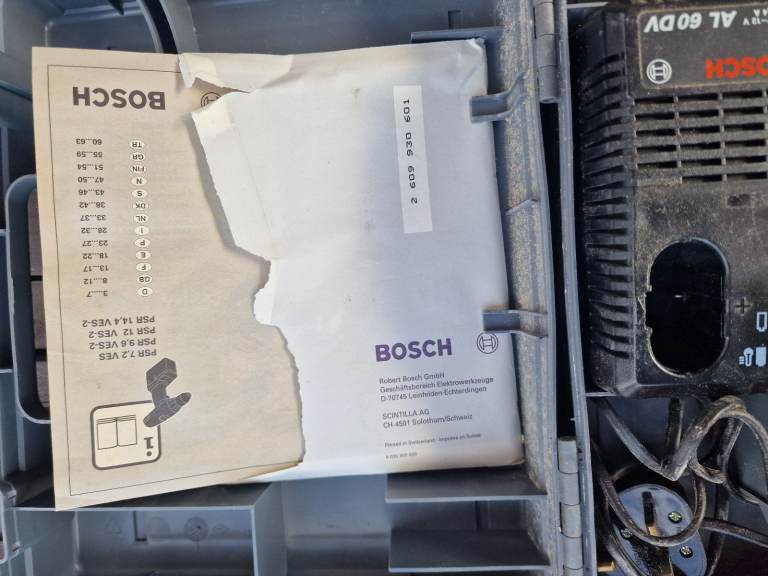 BOSCH
60...63 TR
55...59 GR
51...54 FIN
47...50 N
43...46 S
38...42 DK
33...37 NL
28...32 I
23...27 P
18...22 E
13...17 F
8...12 GB
3...7 D
PSR 7,2 VES
PSR 9,6 VES-2
PSR 12 VES-2
PSR 14,4 VES-2
i
2 609 930 601
BOSCH
Robert Bosch GmbH
Geschäftsbereich Elektrowerkzeuge
D-70745 Leinfelden-Echterdingen
SCINTILLA AG
CH-4501 Solothurn/Schweiz
Printed in Switzerland - Imprimé en Suisse
AL 60 DV
BOSCH
+